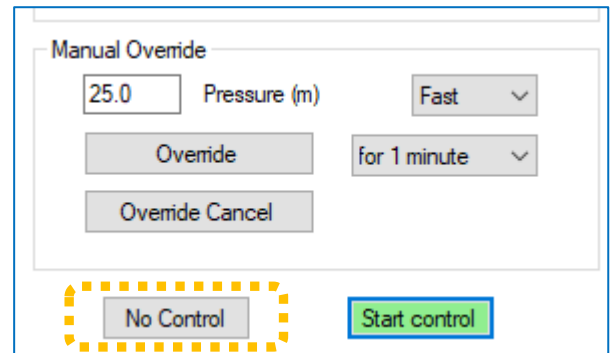 Manual Override
25.0 Pressure (m) Fast
Override for 1 minute
Override Cancel
No Control Start control